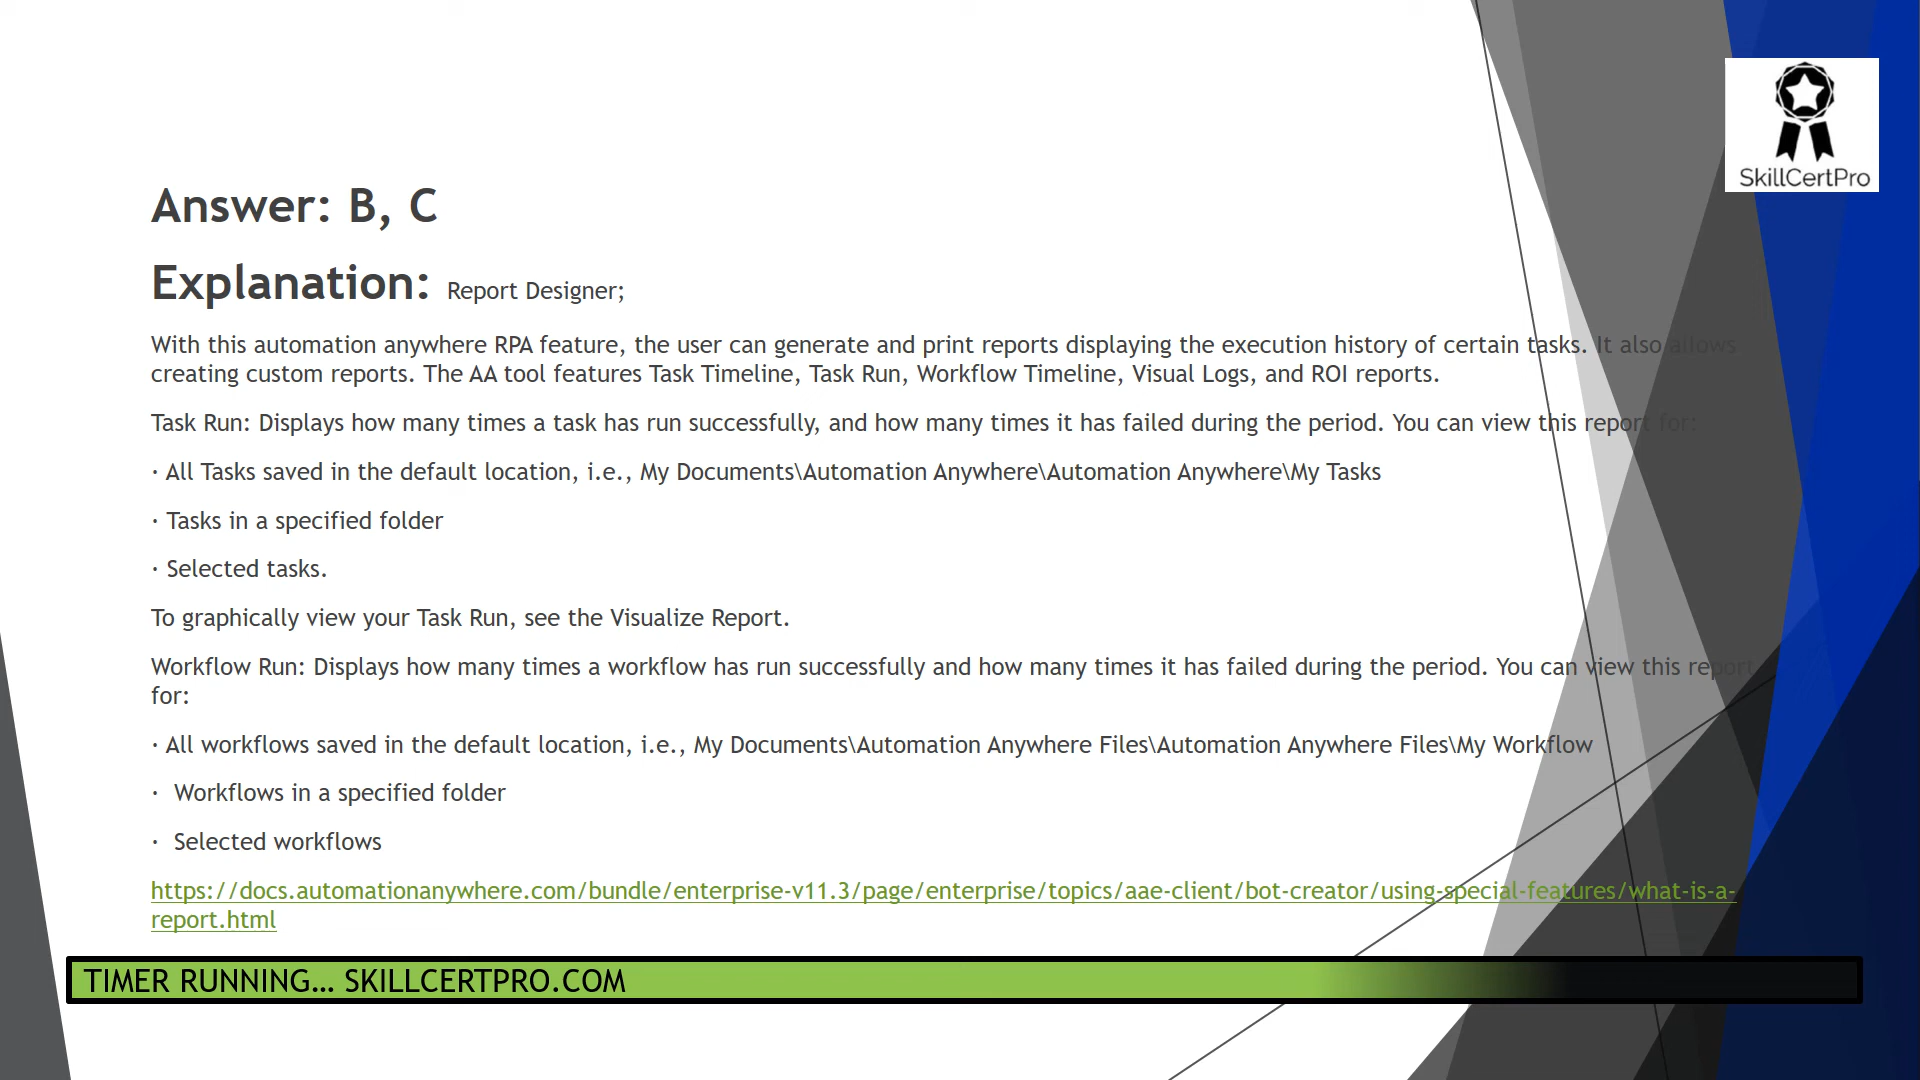 SkillCertPro
Answer: B, C
Explanation: Report Designer;
With this automation anywhere RPA feature, the user can generate and print reports displaying the execution history of certain tasks. It also allows
creating custom reports. The AA tool features Task Timeline, Task Run, Workflow Timeline, Visual Logs, and ROI reports.
Task Run: Displays how many times a task has run successfully, and how many times it has failed during the period. You can view this report for:
· All Tasks saved in the default location, i.e., My Documents\Automation Anywhere\Automation Anywhere\My Tasks
· Tasks in a specified folder
· Selected tasks.
To graphically view your Task Run, see the Visualize Report.
Workflow Run: Displays how many times a workflow has run successfully and how many times it has failed during the period. You can view this report
for:
· All workflows saved in the default location, i.e., My Documents\Automation Anywhere Files\Automation Anywhere Files\My Workflow
· Workflows in a specified folder
· Selected workflows
https://docs.automationanywhere.com/bundle/enterprise-v11.3/page/enterprise/topics/aae-client/bot-creator/using-special-features/what-is-a-
report.html
TIMER RUNNING... SKILLCERTPRO.COM